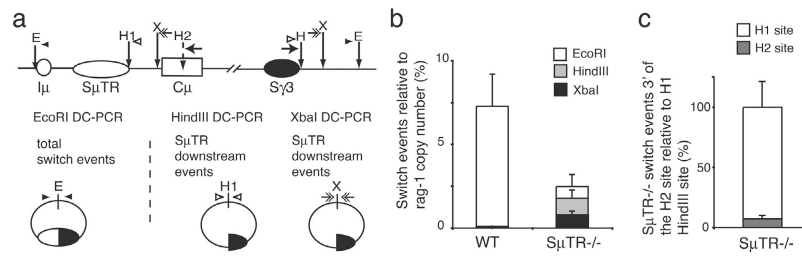 a
E H1 X H2 H X E
Iμ SμTR Cμ Sγ3
EcoRI DC-PCR
total
switch events
E
HindIII DC-PCR
SμTR
downstream
events
H1
XbaI DC-PCR
SμTR
downstream
events
X
b
Switch events relative to
rag-1 copy number (%)
10
5
0
EcoRI
HindIII
XbaI
WT SμTR-/-
c
SμTR-/- switch events 3' of
the H2 site relative to H1
HindIII site (%)
H1 site
H2 site
100
50
0
SμTR-/-